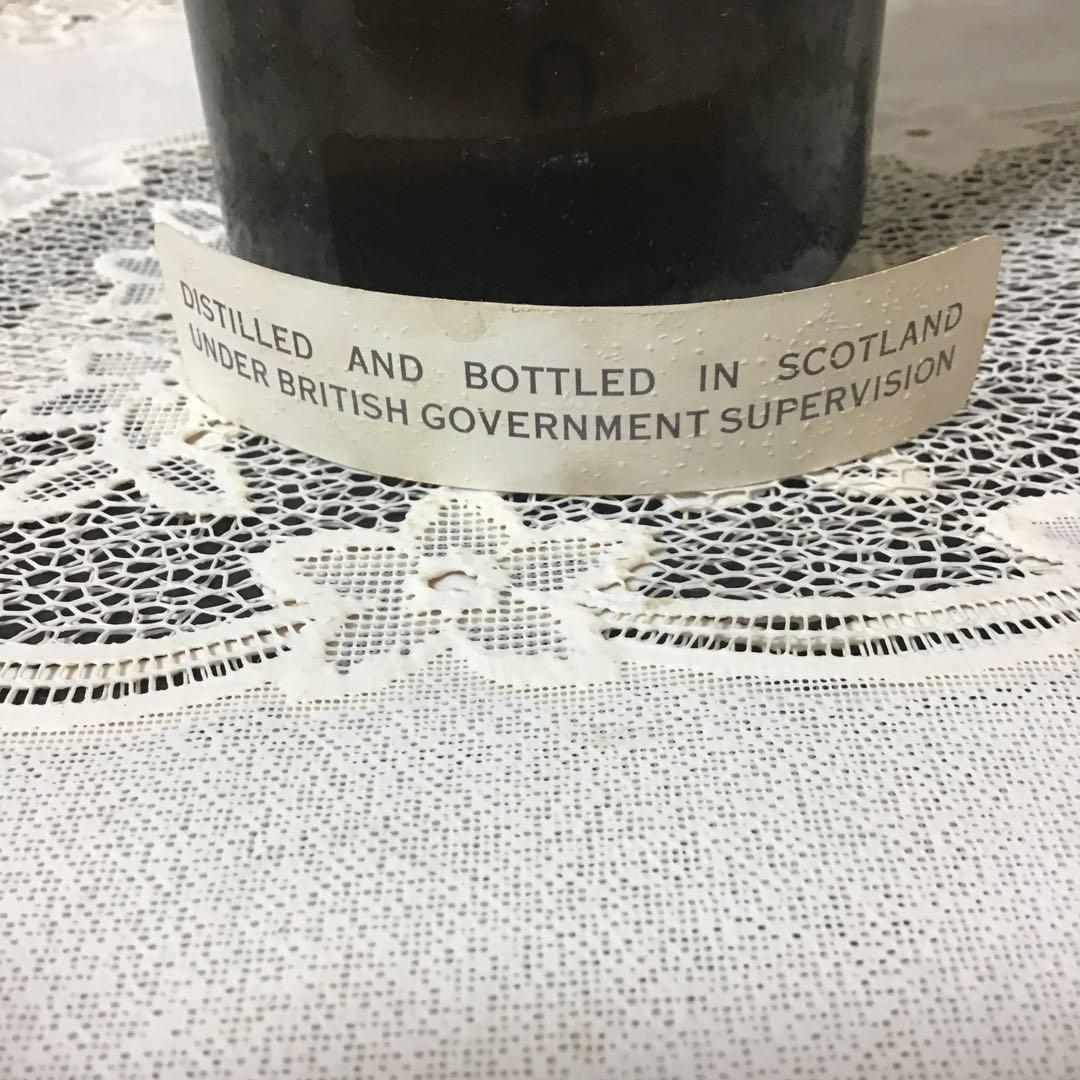 DISTILLED AND BOTTLED IN SCOTLAND
UNDER BRITISH GOVERNMENT SUPERVISION